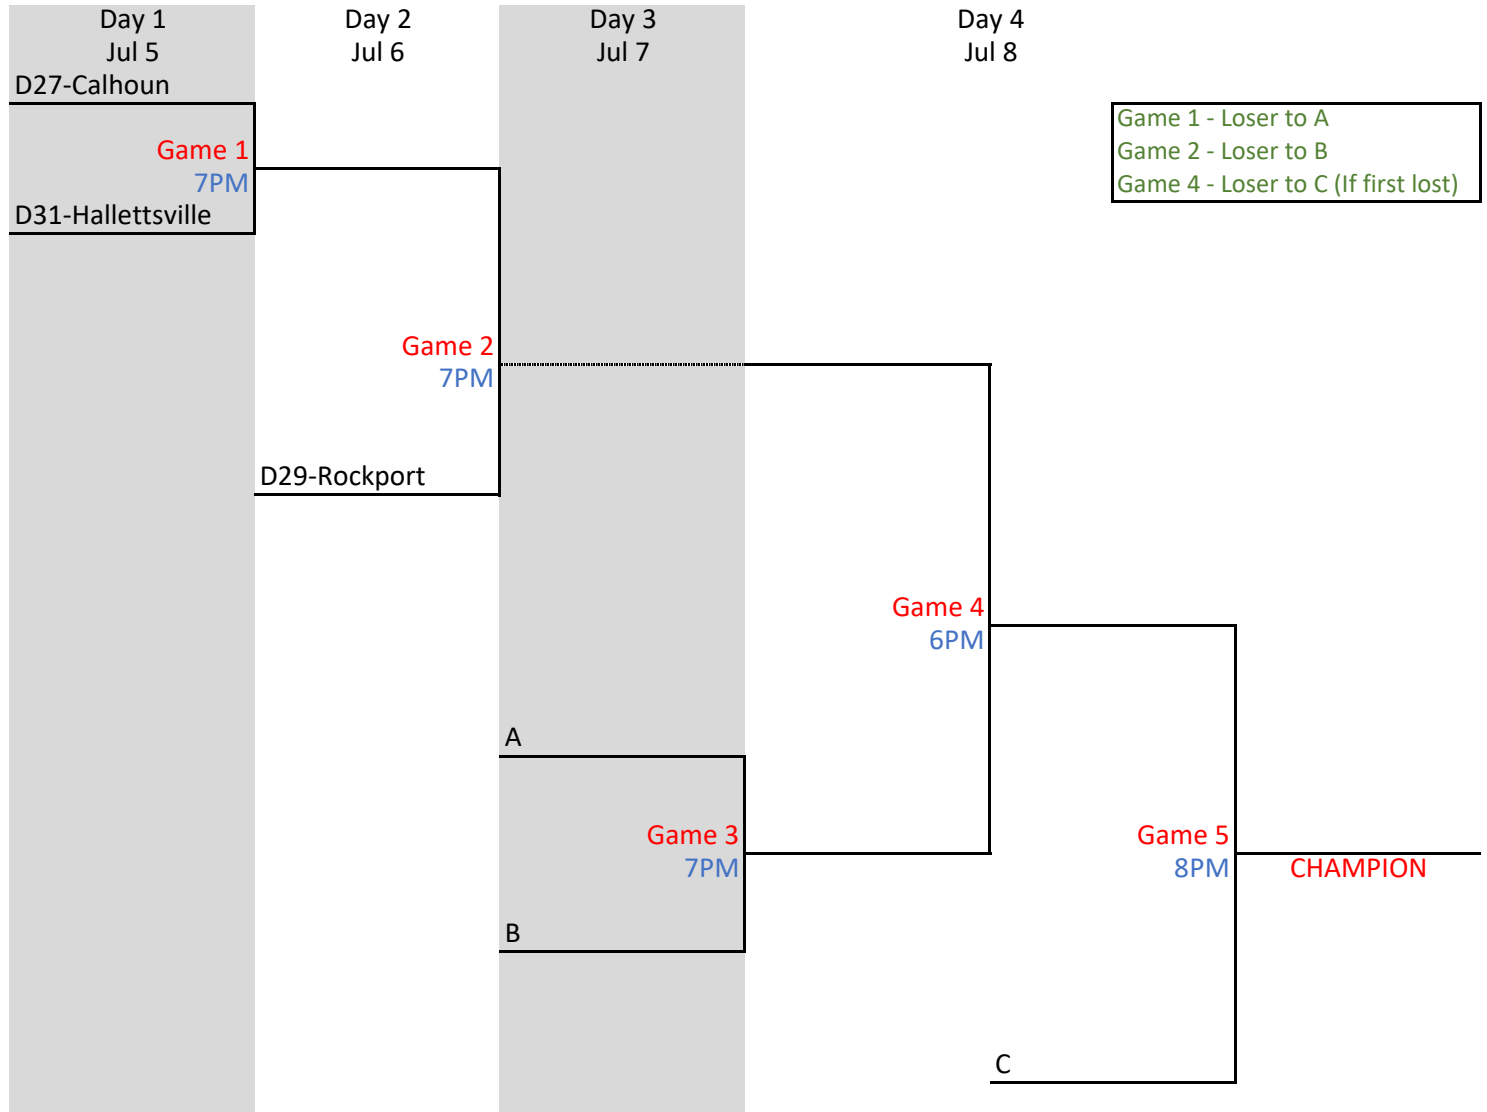 Day 1
Jul 5
Day 2
Jul 6
Day 3
Jul 7
Day 4
Jul 8
D27-Calhoun
Game 1
7PM
D31-Hallettsville
Game 1 - Loser to A
Game 2 - Loser to B
Game 4 - Loser to C (If first lost)
Game 2
7PM
D29-Rockport
Game 4
6PM
A
Game 3
7PM
B
Game 5
8PM
CHAMPION
C